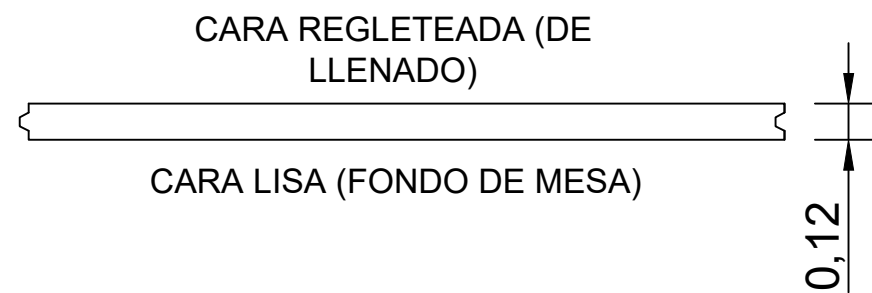 CARA REGLETEADA (DE
LLENADO)
CARA LISA (FONDO DE MESA)
0,12